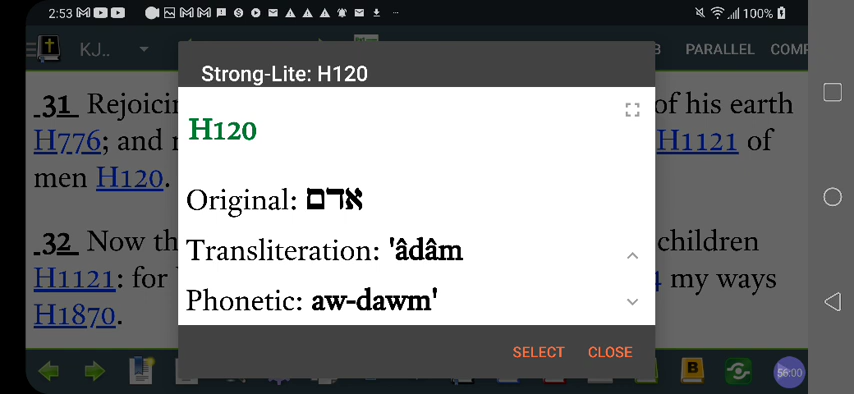 2:53 100%
KJ.. B PARALLEL COMP
Strong-Lite: H120
H120
Original: אדם
Transliteration: 'âdâm
Phonetic: aw-dawm'
SELECT CLOSE
31 Rejoicin of his earth
H776; and H1121 of
men H120.
32 Now th children
H1121: for my ways
H1870.
56:00